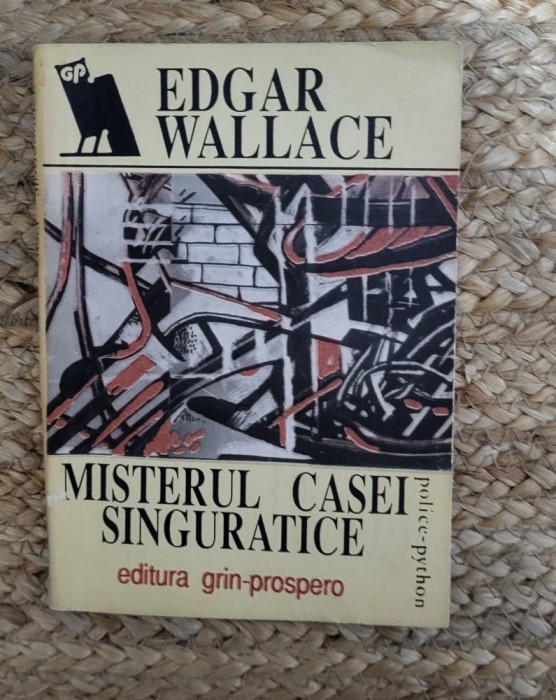 GP
EDGAR
WALLACE
MISTERUL CASEI
SINGURATICE
editura grin-prospero
police-python